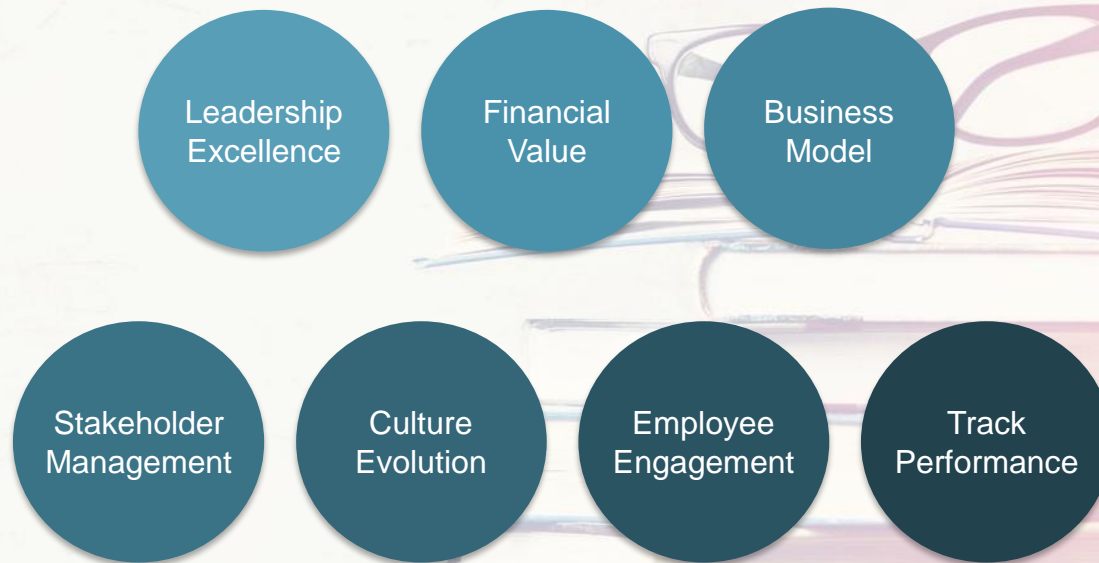 Leadership
Excellence
Financial
Value
Business
Model
Stakeholder
Management
Culture
Evolution
Employee
Engagement
Track
Performance